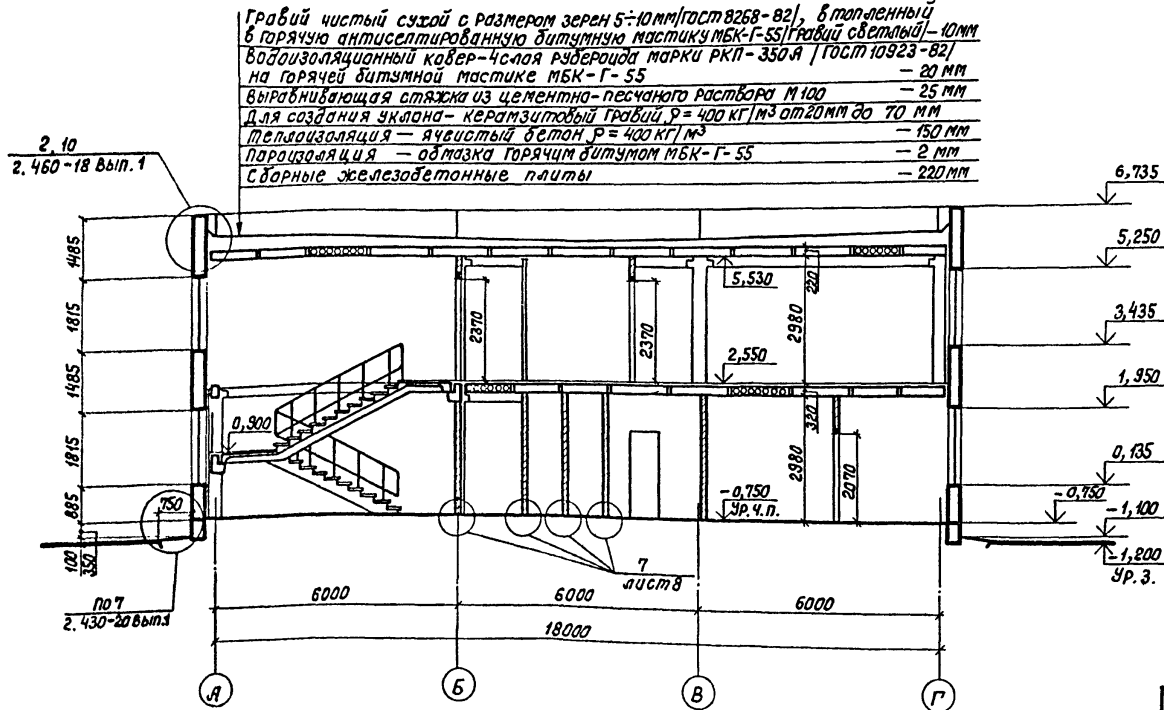 Гравий чистый сухой с размером зерен 5÷10мм/ГОСТ 8268-82/, втопленный
в горячую антисептированную битумную мастику МБК-Г-55/гравий светлый/-10мм
Водоизоляционный ковер-4слоя рубероида марки РКП-350А /ГОСТ 10923-82/
на горячей битумной мастике МБК-Г-55 -20 мм
Выравнивающая стяжка из цементно-песчаного раствора М100 -25 мм
Для создания уклона-керамзитовый гравий ρ=400 кг/м³ от 20мм до 70 мм
Теплоизоляция - ячеистый бетон ρ=400 кг/м³ -150 мм
Пароизоляция - обмазка горячим битумом МБК-Г-55 -2 мм
Сборные железобетонные плиты -220мм
2,10
2.460-18 вып.1
6,735
1485
5,250
5,530
220
1815
2370
2370
2980
3,435
2,550
1485
1,950
0,900
320
1815
2980
2070
0,135
885
750
-0,750
ур.ч.п.
-0,750
-1,100
100
350
-1,200
ур.з.
7
лист 8
по 7
2.430-20 вып.1
6000
6000
6000
18000
А
Б
В
Г